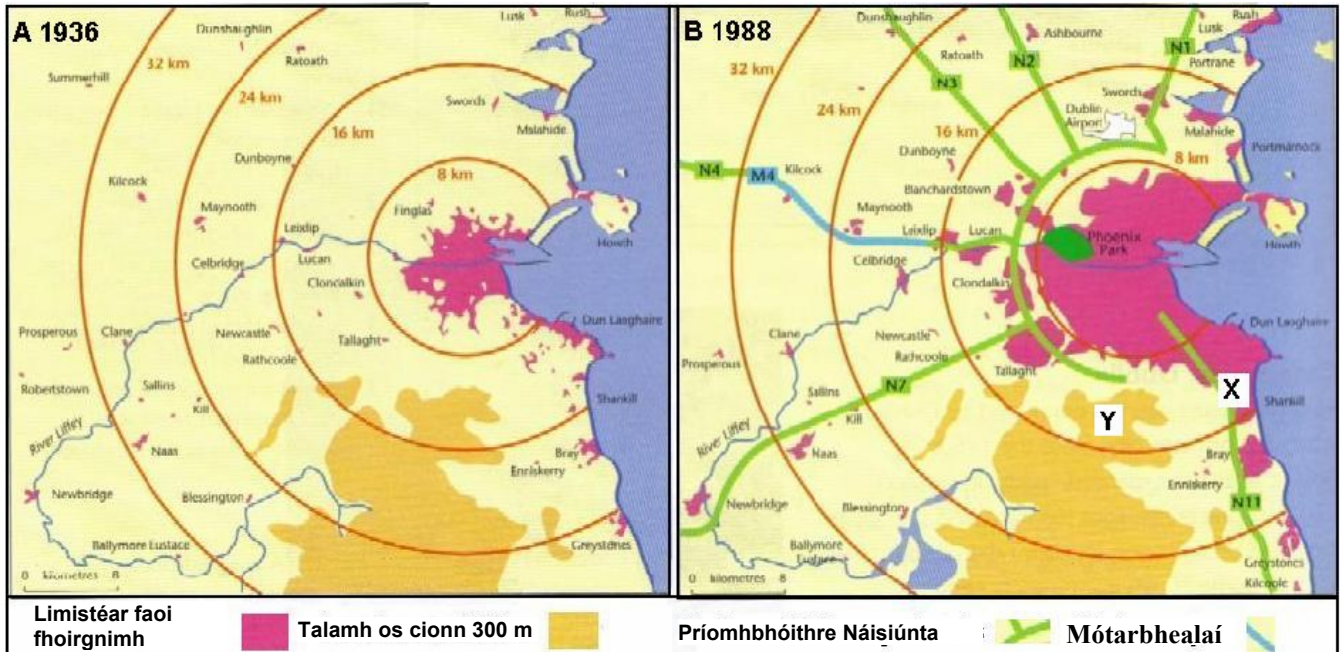 A 1936
32 km
24 km
16 km
8 km
Dunshaughlin
Lusk
Rush
Ratoath
Summerhill
Swords
Malahide
Dunboyne
Kilcock
Maynooth
Finglas
Leixlip
Howth
Lucan
Celbridge
Clondalkin
Dun Laoghaire
Prosperous
Clane
Newcastle
Tallaght
Rathcoole
Robertstown
Sallins
Kill
Shankill
River Liffey
Naas
Bray
Enniskerry
Newbridge
Blessington
Ballymore Eustace
Greystones
0 kilometres 8
B 1988
32 km
24 km
16 km
8 km
Dunshaughlin
Ashbourne
N1
Lusk
Rush
Ratoath
N2
Portrane
N3
Swords
Dublin
Airport
Malahide
Dunboyne
Portmarnock
N4
M4
Kilcock
Blanchardstown
Maynooth
Leixlip
Lucan
Phoenix
Park
Howth
Celbridge
Clondalkin
Clane
Newcastle
Dun Laoghaire
Prosperous
Rathcoole
Tallaght
N7
Sallins
X
Kill
Shankill
Y
River Liffey
Naas
Bray
Enniskerry
Newbridge
Blessington
N11
Ballymore
Eustace
Greystones
Kilcoole
0 kilometres 8
Limistéar faoi
fhoirgnimh
Talamh os cionn 300 m
Príomhbhóithre Náisiúnta
Mótarbhealaí